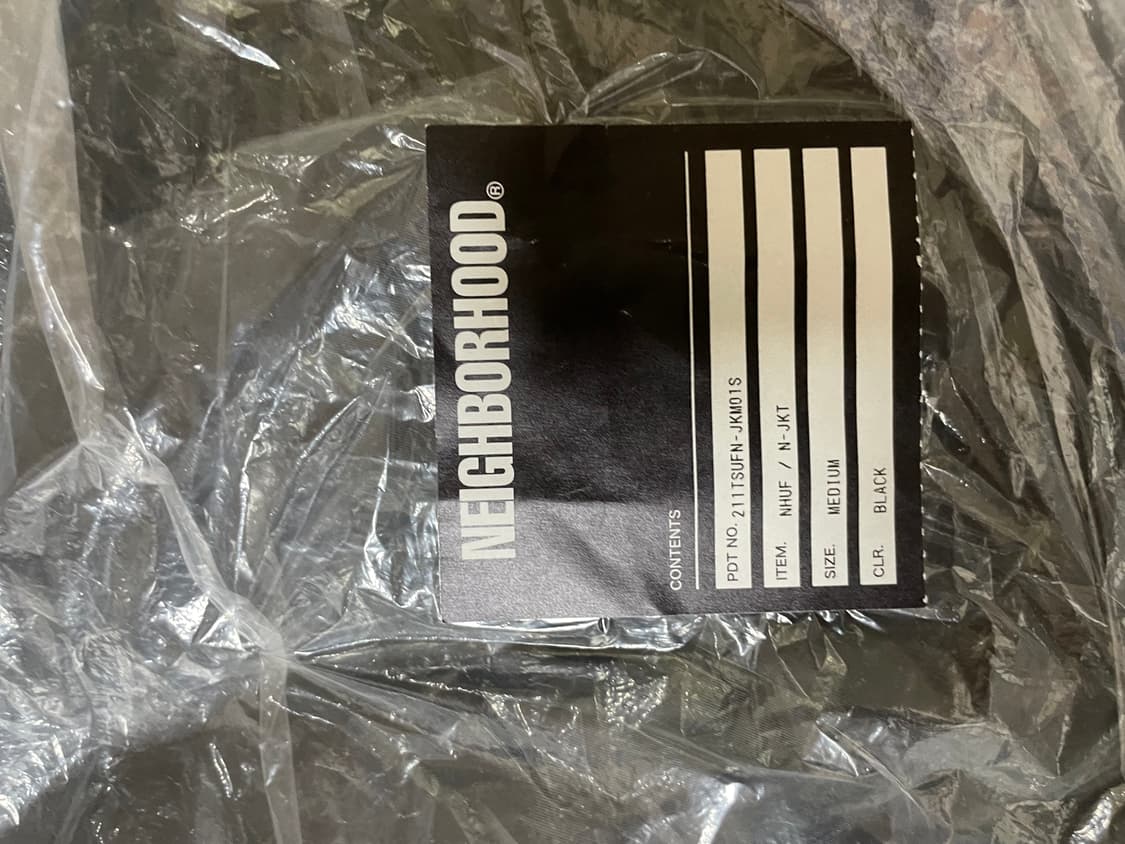 NEIGHBORHOOD®
CONTENTS
PDT NO. 211TSUFN-JKM01S
ITEM. NHUF / N-JKT
SIZE. MEDIUM
CLR. BLACK